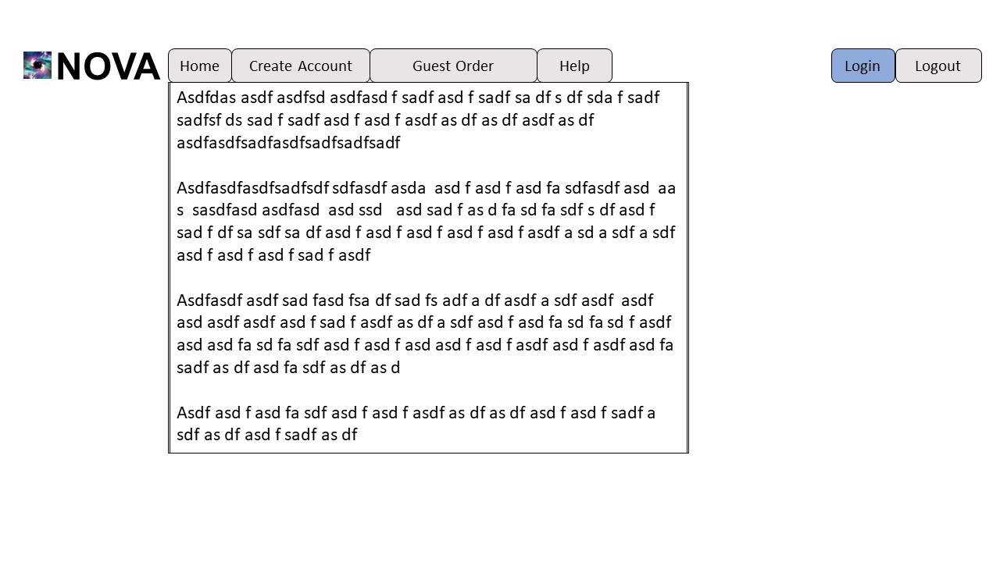 NOVA
Home
Create Account
Guest Order
Help
Login
Logout
Asdfdas asdf asdfsd asdfasd f sadf asd f sadf sa df s df sda f sadf
sadfsf ds sad f sadf asd f asd f asdf as df as df asdf as df
asdfasdfsadfasdfsadfsadfsadf
Asdfasdfasdfsadfsdf sdfasdf asda  asd f asd f asd fa sdfasdf asd  aa
s  sasdfasd asdfasd  asd ssd   asd sad f as d fa sd fa sdf s df asd f
sad f df sa sdf sa df asd f asd f asd f asd f asd f asdf a sd a sdf a sdf
asd f asd f asd f sad f asdf
Asdfasdf asdf sad fasd fsa df sad fs adf a df asdf a sdf asdf  asdf
asd asdf asdf asd f sad f asdf as df a sdf asd f asd fa sd fa sd f asdf
asd asd fa sd fa sdf asd f asd f asd asd f asd f asdf asd f asdf asd fa
sadf as df asd fa sdf as df as d
Asdf asd f asd fa sdf asd f asd f asdf as df as df asd f asd f sadf a
sdf as df asd f sadf as df